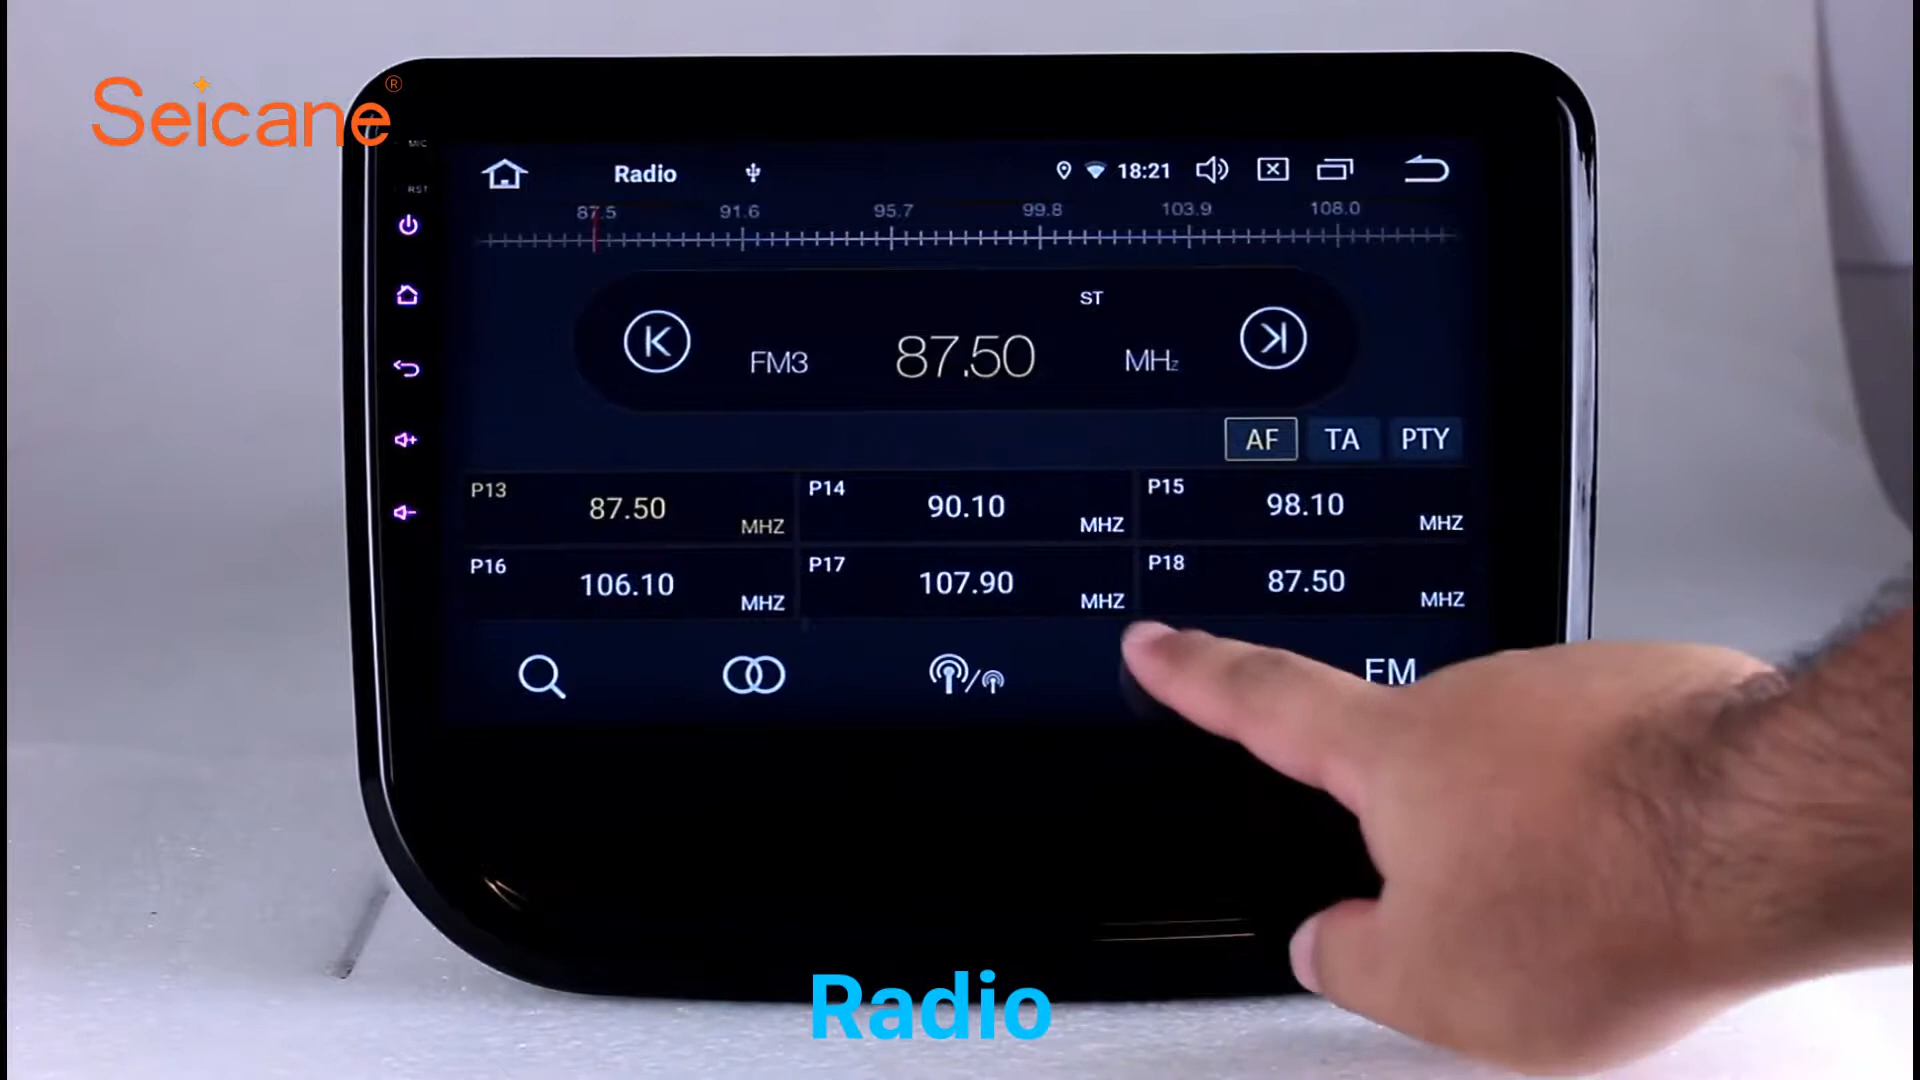 Seicane®
MIC
RST
Radio 18:21
87.5 91.6 95.7 99.8 103.9 108.0
ST
FM3 87.50 MHz
AF TA PTY
P13 87.50 MHZ
P14 90.10 MHZ
P15 98.10 MHZ
P16 106.10 MHZ
P17 107.90 MHZ
P18 87.50 MHZ
FM
Radio